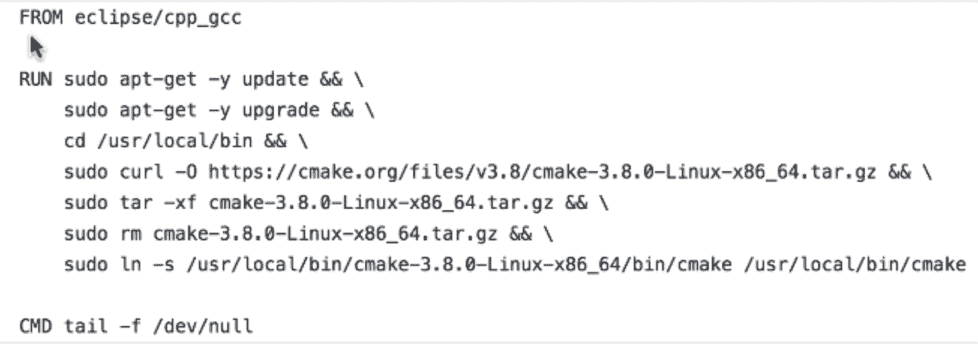 FROM eclipse/cpp_gcc
RUN sudo apt-get -y update && \
sudo apt-get -y upgrade && \
cd /usr/local/bin && \
sudo curl -O https://cmake.org/files/v3.8/cmake-3.8.0-Linux-x86_64.tar.gz && \
sudo tar -xf cmake-3.8.0-Linux-x86_64.tar.gz && \
sudo rm cmake-3.8.0-Linux-x86_64.tar.gz && \
sudo ln -s /usr/local/bin/cmake-3.8.0-Linux-x86_64/bin/cmake /usr/local/bin/cmake
CMD tail -f /dev/null